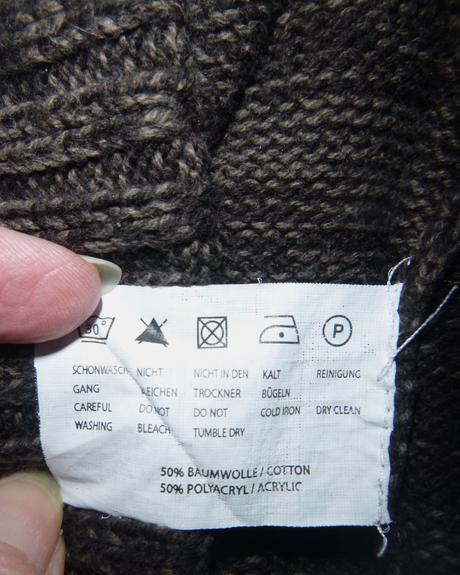 30°
P
SCHONWASCH NICHT NICHT IN DEN KALT REINIGUNG
GANG BLEICHEN TROCKNER BÜGELN
CAREFUL DO NOT DO NOT COLD IRON DRY CLEAN
WASHING BLEACH TUMBLE DRY
50% BAUMWOLLE / COTTON
50% POLYACRYL / ACRYLIC